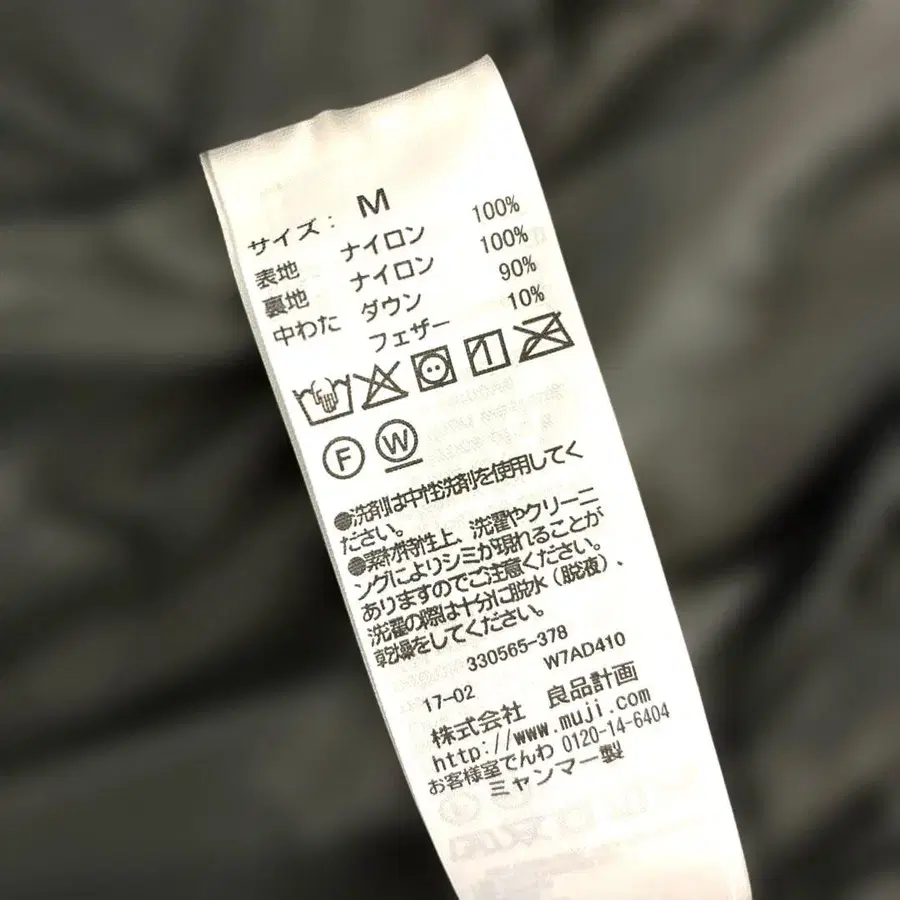 サイズ： M
表地 ナイロン 100%
裏地 ナイロン 100%
中わた ダウン 90%
フェザー 10%
F W
●洗剤は中性洗剤を使用してく
ださい。
●素材特性上、洗濯やクリーニ
ングによりシミが現れることが
ありますのでご注意ください。
洗濯の際は十分に脱水（脱液）、
乾燥をしてください。
330565-378
17-02 W7AD410
株式会社 良品計画
http://www.muji.com
お客様室でんわ 0120-14-6404
ミャンマー製